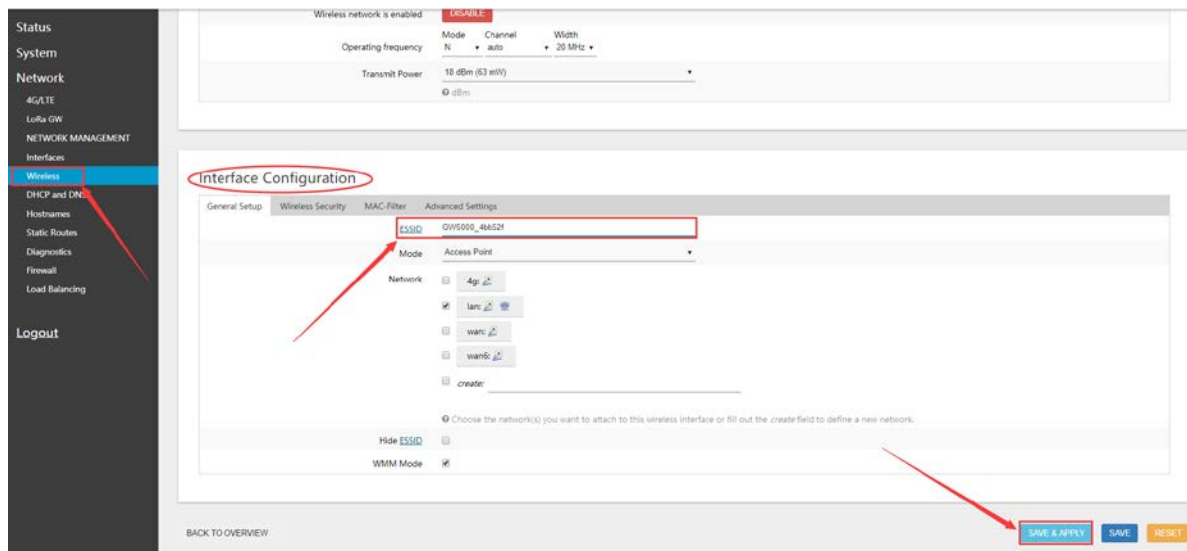 Status
System
Network
4G/LTE
LoRa GW
NETWORK MANAGEMENT
Interfaces
Wireless
DHCP and DNS
Hostnames
Static Routes
Diagnostics
Firewall
Load Balancing
Logout
Wireless network is enabled DISABLE
Mode Channel Width
Operating frequency N auto 20 MHz
Transmit Power 18 dBm (63 mW)
dBm
Interface Configuration
General Setup Wireless Security MAC-Filter Advanced Settings
ESSID GW5000_4bb52f
Mode Access Point
Network 4g:
lan:
wan:
wan6:
create:
Choose the network(s) you want to attach to this wireless interface or fill out the create field to define a new network.
Hide ESSID
WMM Mode
BACK TO OVERVIEW SAVE & APPLY SAVE RESET